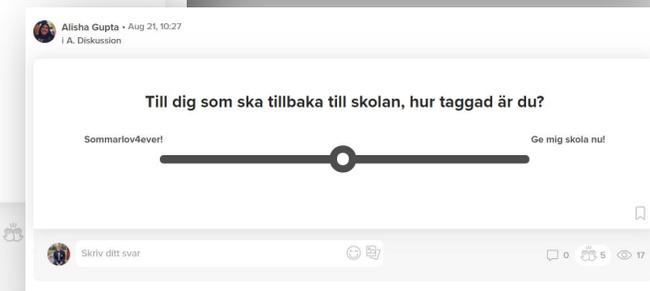 Alisha Gupta • Aug 21, 10:27
i A. Diskussion
Till dig som ska tillbaka till skolan, hur taggad är du?
Sommarlov4ever! Ge mig skola nu!
Skriv ditt svar 0 5 17